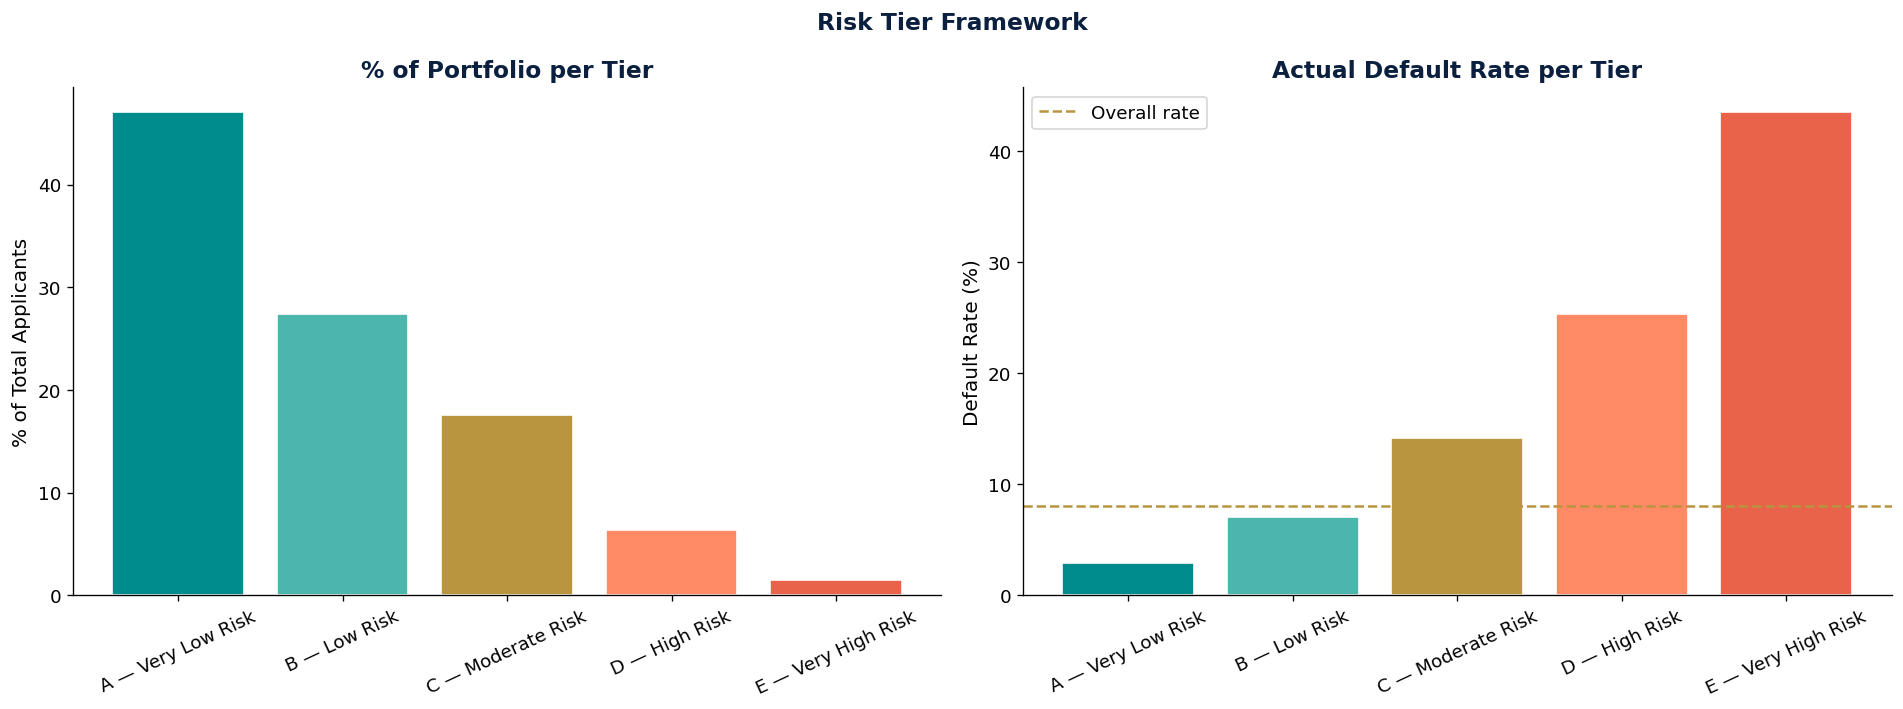 Risk Tier Framework
% of Portfolio per Tier
% of Total Applicants
40
30
20
10
0
A — Very Low Risk
B — Low Risk
C — Moderate Risk
D — High Risk
E — Very High Risk
Actual Default Rate per Tier
Overall rate
Default Rate (%)
40
30
20
10
0
A — Very Low Risk
B — Low Risk
C — Moderate Risk
D — High Risk
E — Very High Risk